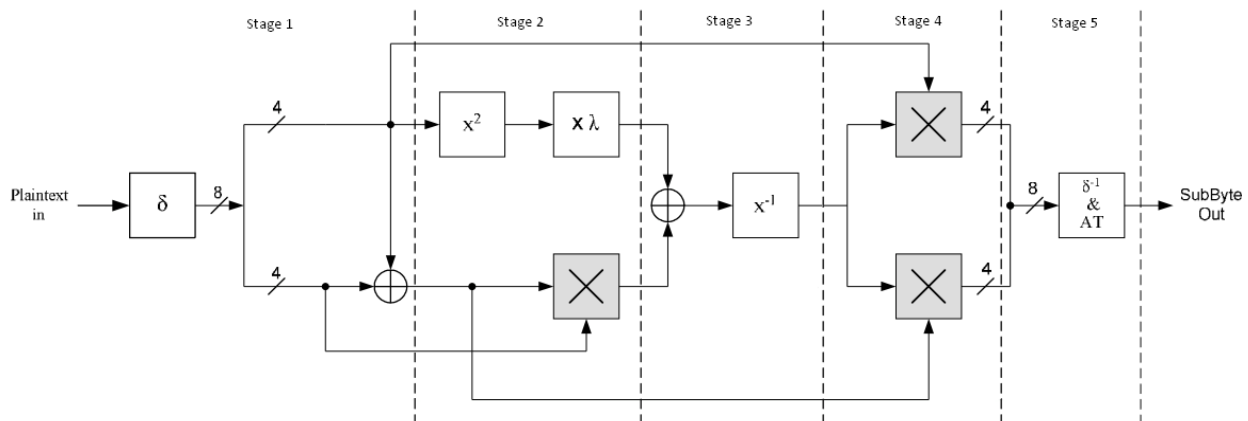 Stage 1
Stage 2
Stage 3
Stage 4
Stage 5
4
4
x²
x λ
Plaintext
in
δ
8
x⁻¹
8
δ⁻¹
&
AT
SubByte
Out
4
4